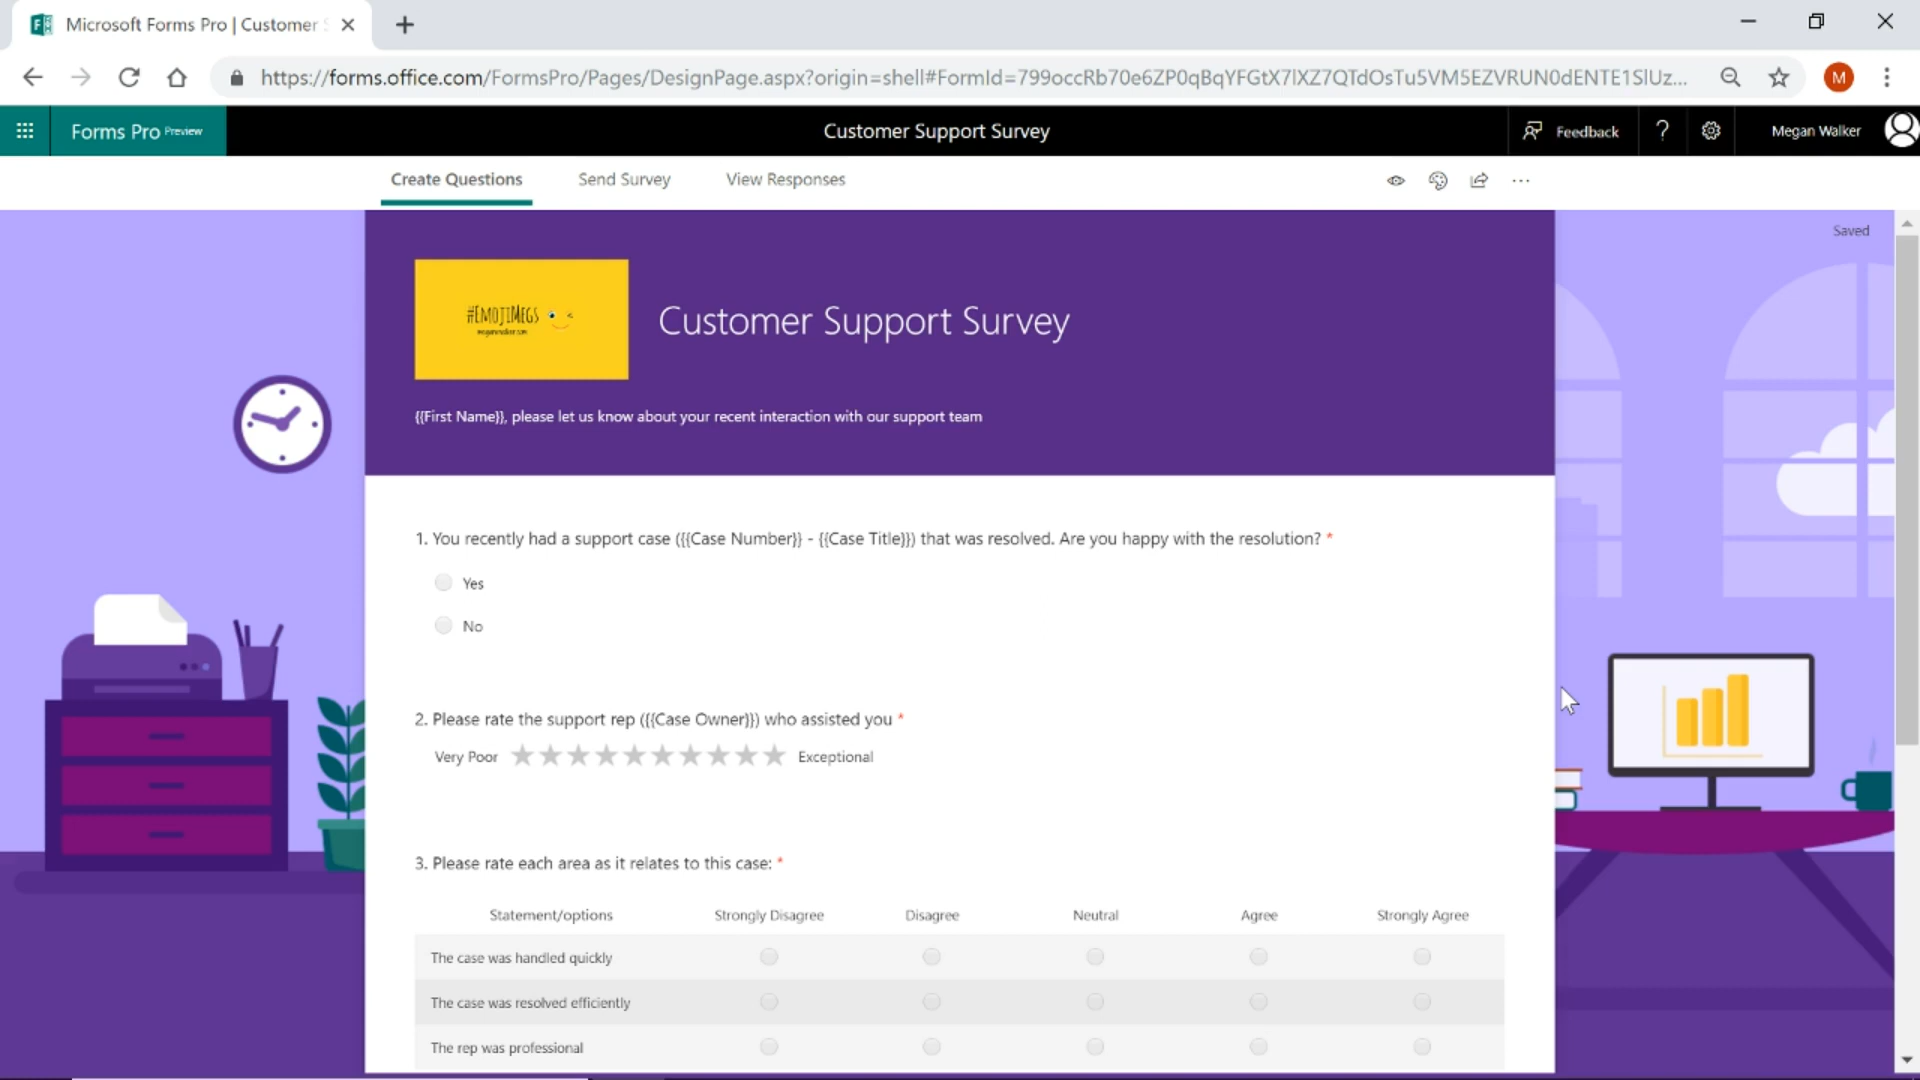 Microsoft Forms Pro | Customer S
https://forms.office.com/FormsPro/Pages/DesignPage.aspx?origin=shell#FormId=799occRb70e6ZP0qBqYFGtX7lXZ7QTdOsTu5VM5EZVRUN0dENTE1SlUz...
M
Forms Pro Preview
Customer Support Survey
Feedback
?
Megan Walker
Create Questions
Send Survey
View Responses
Saved
#EMOJIMEGS
meganvwalker.com
Customer Support Survey
{{First Name}}, please let us know about your recent interaction with our support team
1. You recently had a support case ({{Case Number}} - {{Case Title}}) that was resolved. Are you happy with the resolution? *
Yes
No
2. Please rate the support rep ({{Case Owner}}) who assisted you *
Very Poor
Exceptional
3. Please rate each area as it relates to this case: *
Statement/options Strongly Disagree Disagree Neutral Agree Strongly Agree
The case was handled quickly
The case was resolved efficiently
The rep was professional